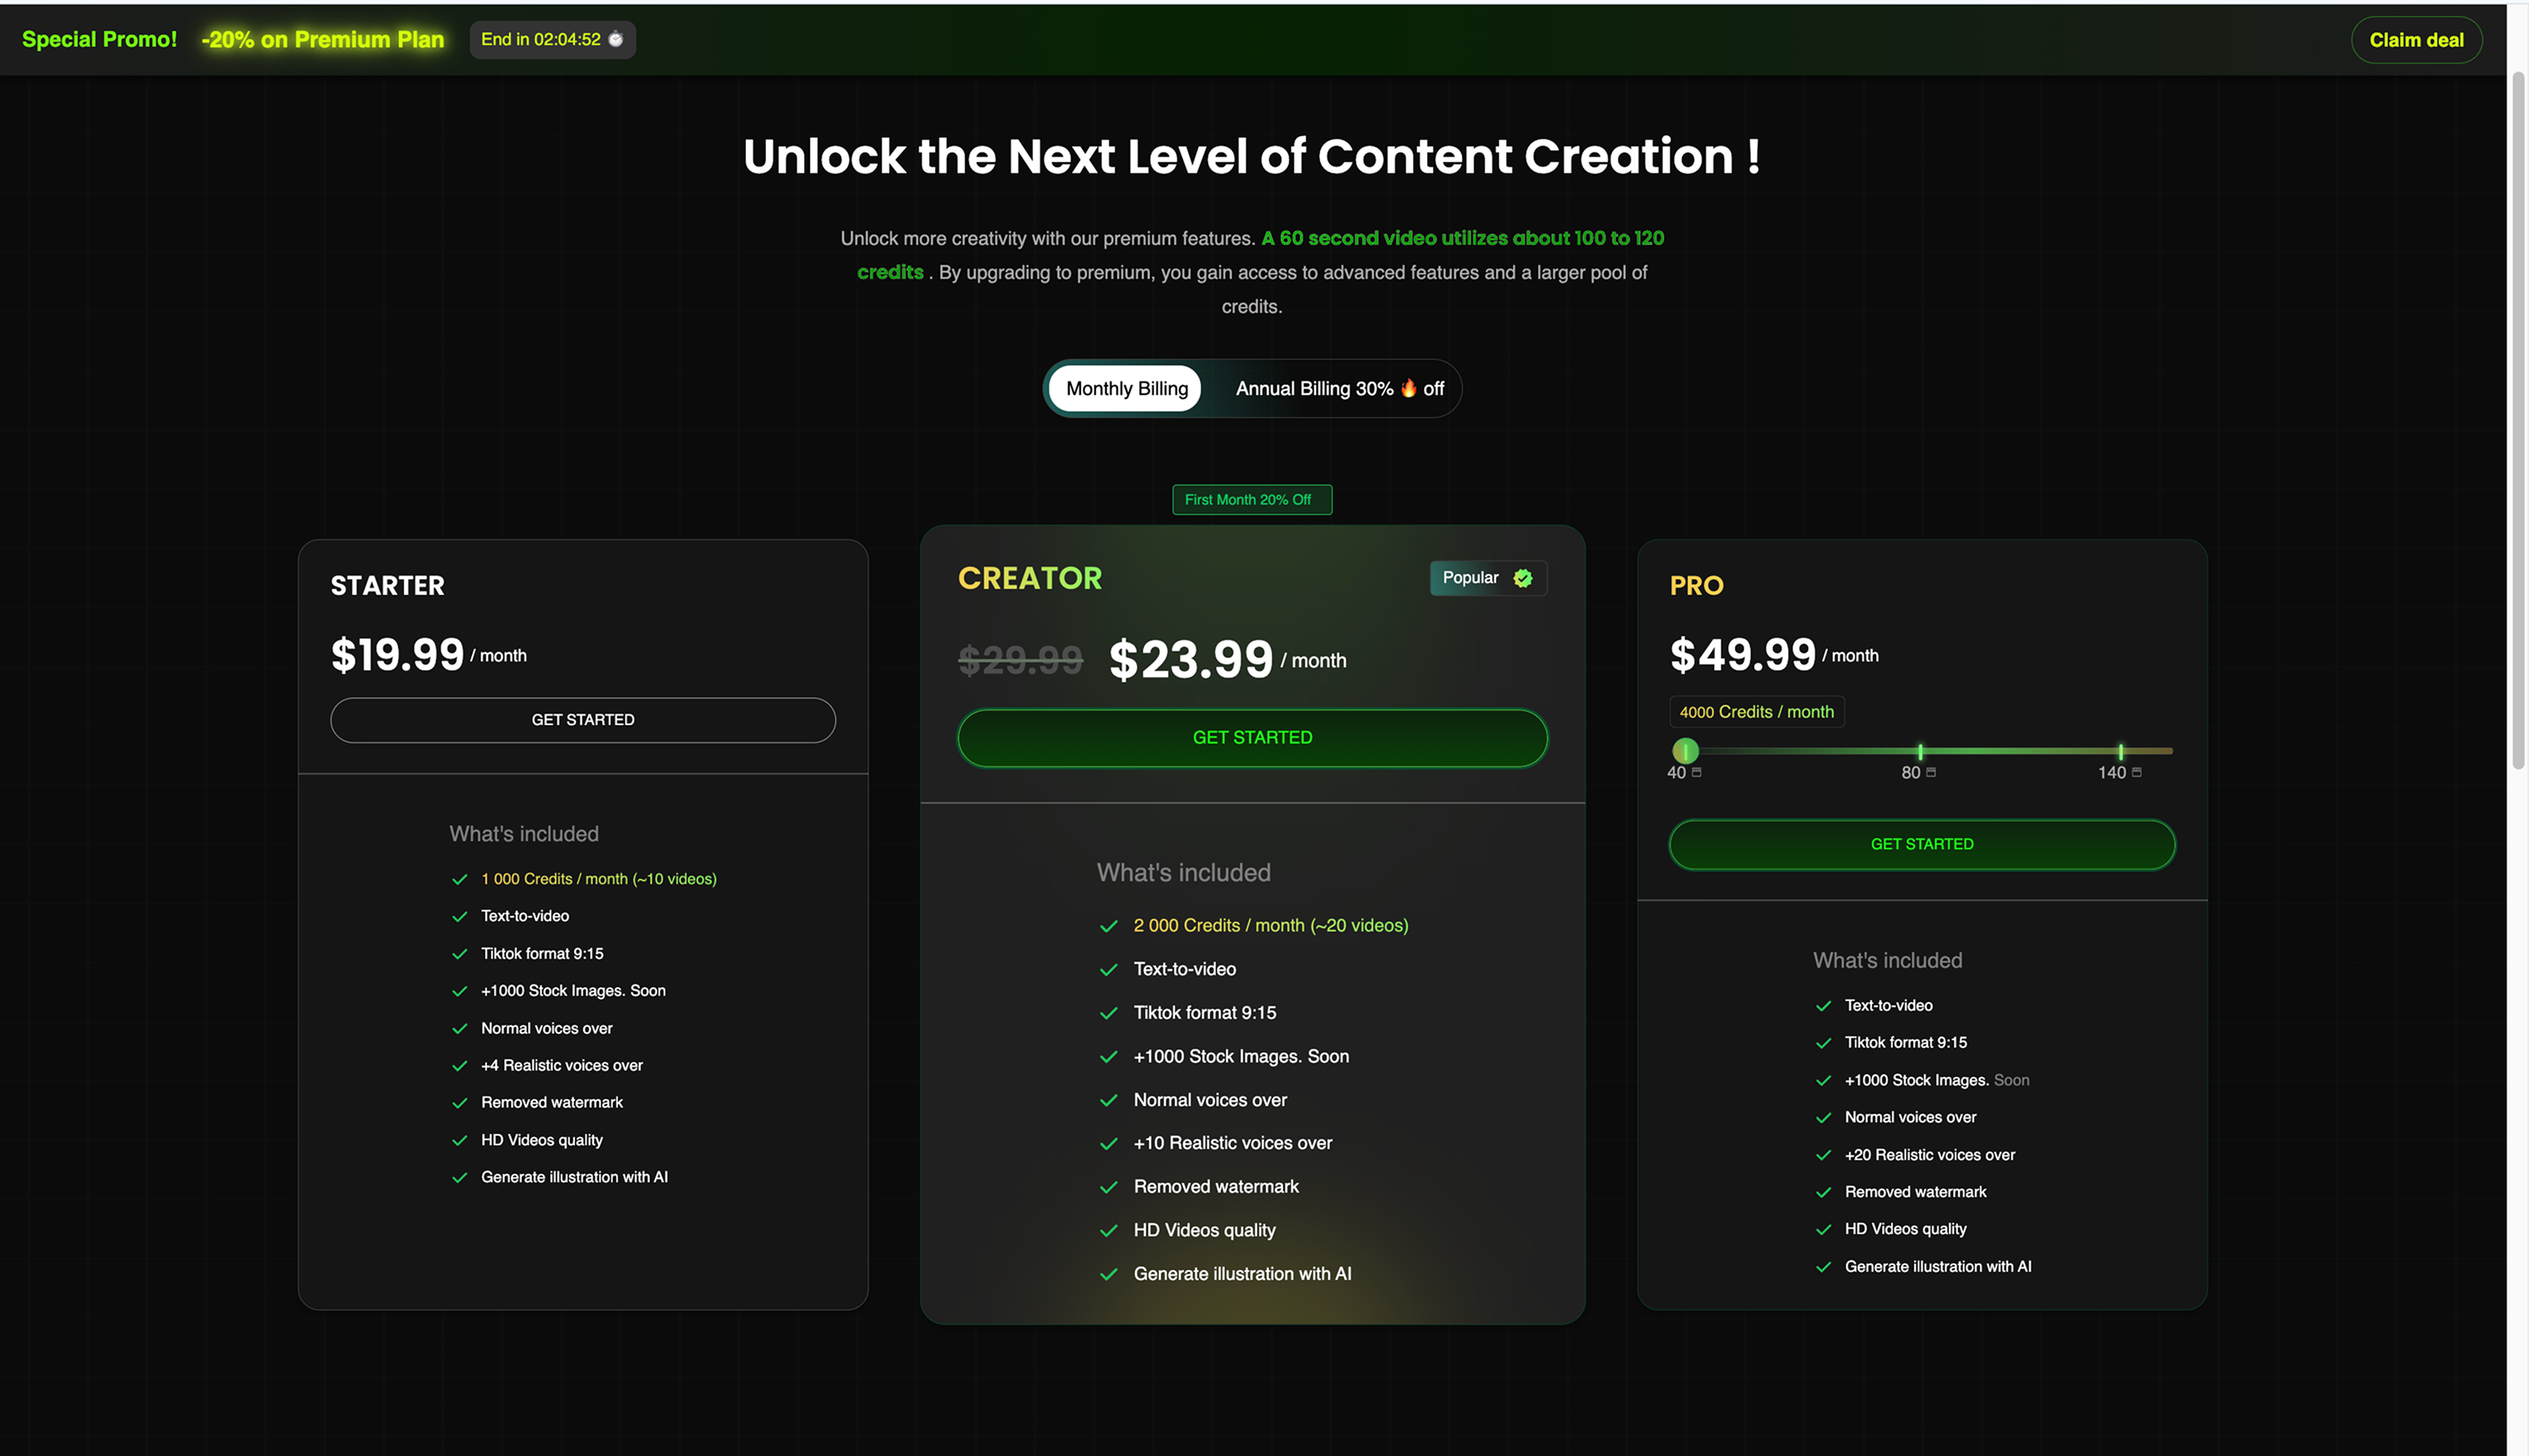 Special Promo! -20% on Premium Plan End in 02:04:52 Claim deal
Unlock the Next Level of Content Creation !
Unlock more creativity with our premium features. A 60 second video utilizes about 100 to 120
credits . By upgrading to premium, you gain access to advanced features and a larger pool of
credits.
Monthly Billing Annual Billing 30% 🔥 off
First Month 20% Off
STARTER
$19.99 / month
GET STARTED
What's included
1 000 Credits / month (~10 videos)
Text-to-video
Tiktok format 9:15
+1000 Stock Images. Soon
Normal voices over
+4 Realistic voices over
Removed watermark
HD Videos quality
Generate illustration with AI
CREATOR
Popular
$29.99 $23.99 / month
GET STARTED
What's included
2 000 Credits / month (~20 videos)
Text-to-video
Tiktok format 9:15
+1000 Stock Images. Soon
Normal voices over
+10 Realistic voices over
Removed watermark
HD Videos quality
Generate illustration with AI
PRO
$49.99 / month
4000 Credits / month
40 80 140
GET STARTED
What's included
Text-to-video
Tiktok format 9:15
+1000 Stock Images. Soon
Normal voices over
+20 Realistic voices over
Removed watermark
HD Videos quality
Generate illustration with AI